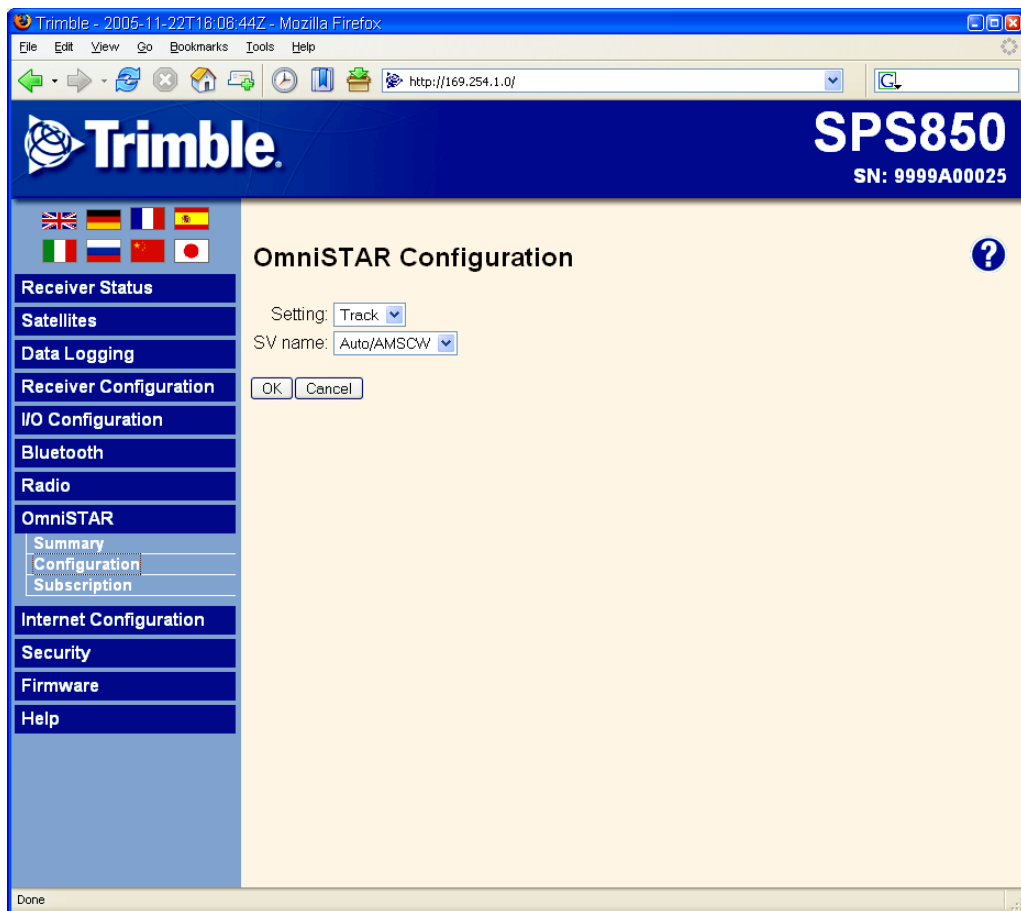 Trimble - 2005-11-22T16:06:44Z - Mozilla Firefox
File Edit View Go Bookmarks Tools Help
http://169.254.1.0/
G
Trimble.
SPS850
SN: 9999A00025
OmniSTAR Configuration
?
Setting: Track
SV name: Auto/AMSCW
OK Cancel
Receiver Status
Satellites
Data Logging
Receiver Configuration
I/O Configuration
Bluetooth
Radio
OmniSTAR
Summary
Configuration
Subscription
Internet Configuration
Security
Firmware
Help
Done